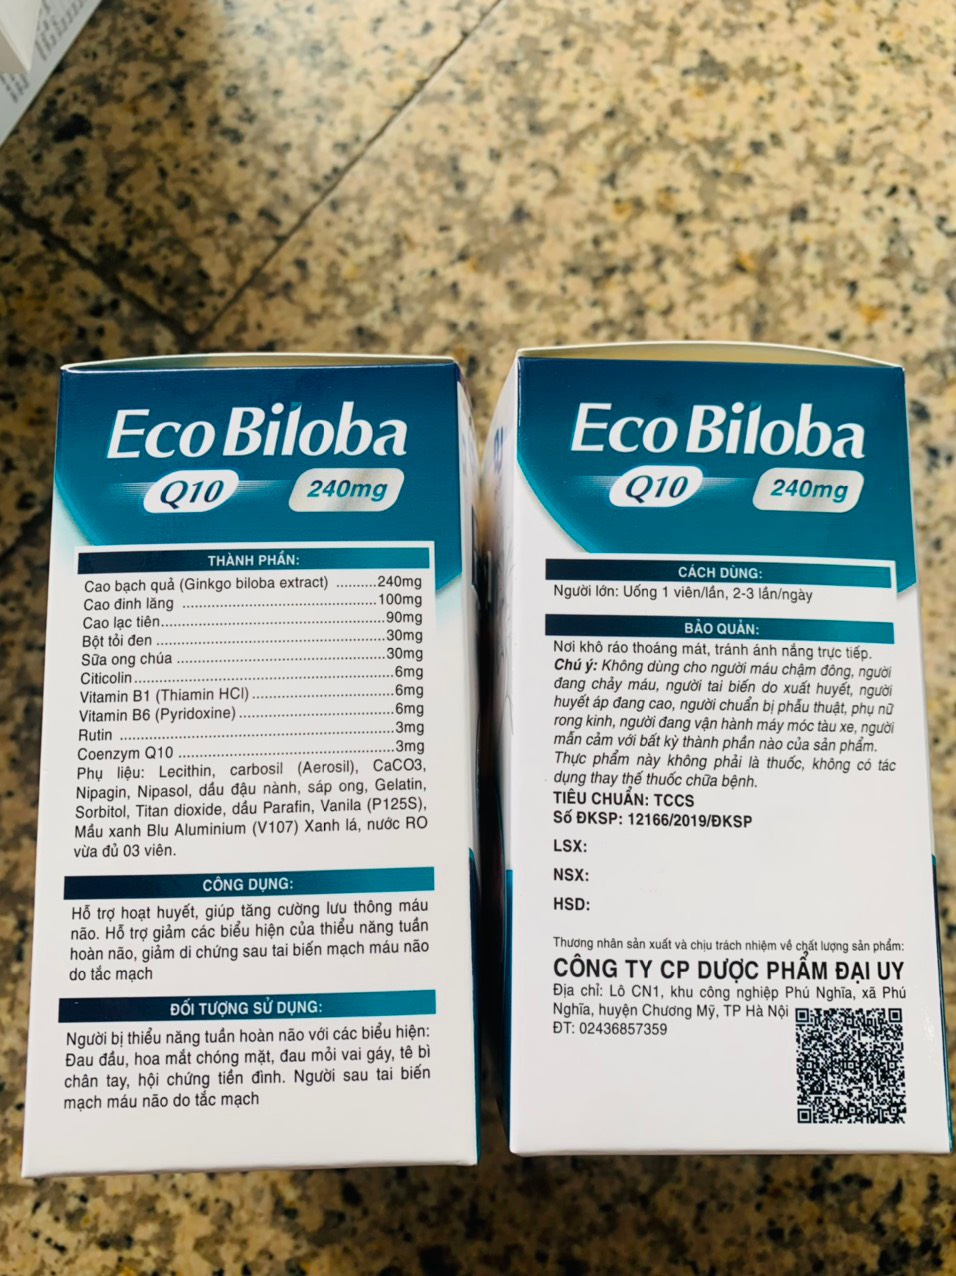 Eco Biloba
Q10 240mg
THÀNH PHẦN:
Cao bạch quả (Ginkgo biloba extract) .........240mg
Cao đinh lăng ............................................100mg
Cao lạc tiên..................................................90mg
Bột tỏi đen ...................................................30mg
Sữa ong chúa ...............................................30mg
Citicolin..........................................................6mg
Vitamin B1 (Thiamin HCl)...............................6mg
Vitamin B6 (Pyridoxine)..................................6mg
Rutin .............................................................3mg
Coenzym Q10 ................................................3mg
Phụ liệu: Lecithin, carbosil (Aerosil), CaCO3,
Nipagin, Nipasol, dầu đậu nành, sáp ong, Gelatin,
Sorbitol, Titan dioxide, dầu Parafin, Vanila (P125S),
Mầu xanh Blu Aluminium (V107) Xanh lá, nước RO
vừa đủ 03 viên.
CÔNG DỤNG:
Hỗ trợ hoạt huyết, giúp tăng cường lưu thông máu
não. Hỗ trợ giảm các biểu hiện của thiểu năng tuần
hoàn não, giảm di chứng sau tai biến mạch máu não
do tắc mạch
ĐỐI TƯỢNG SỬ DỤNG:
Người bị thiểu năng tuần hoàn não với các biểu hiện:
Đau đầu, hoa mắt chóng mặt, đau mỏi vai gáy, tê bì
chân tay, hội chứng tiền đình. Người sau tai biến
mạch máu não do tắc mạch
Eco Biloba
Q10 240mg
CÁCH DÙNG:
Người lớn: Uống 1 viên/lần, 2-3 lần/ngày
BẢO QUẢN:
Nơi khô ráo thoáng mát, tránh ánh nắng trực tiếp.
Chú ý: Không dùng cho người máu chậm đông, người
đang chảy máu, người tai biến do xuất huyết, người
huyết áp đang cao, người chuẩn bị phẫu thuật, phụ nữ
rong kinh, người đang vận hành máy móc tàu xe, người
mẫn cảm với bất kỳ thành phần nào của sản phẩm.
Thực phẩm này không phải là thuốc, không có tác
dụng thay thế thuốc chữa bệnh.
TIÊU CHUẨN: TCCS
Số ĐKSP: 12166/2019/ĐKSP
LSX:
NSX:
HSD:
Thương nhân sản xuất và chịu trách nhiệm về chất lượng sản phẩm:
CÔNG TY CP DƯỢC PHẨM ĐẠI UY
Địa chỉ: Lô CN1, khu công nghiệp Phú Nghĩa, xã Phú
Nghĩa, huyện Chương Mỹ, TP Hà Nội
ĐT: 02436857359